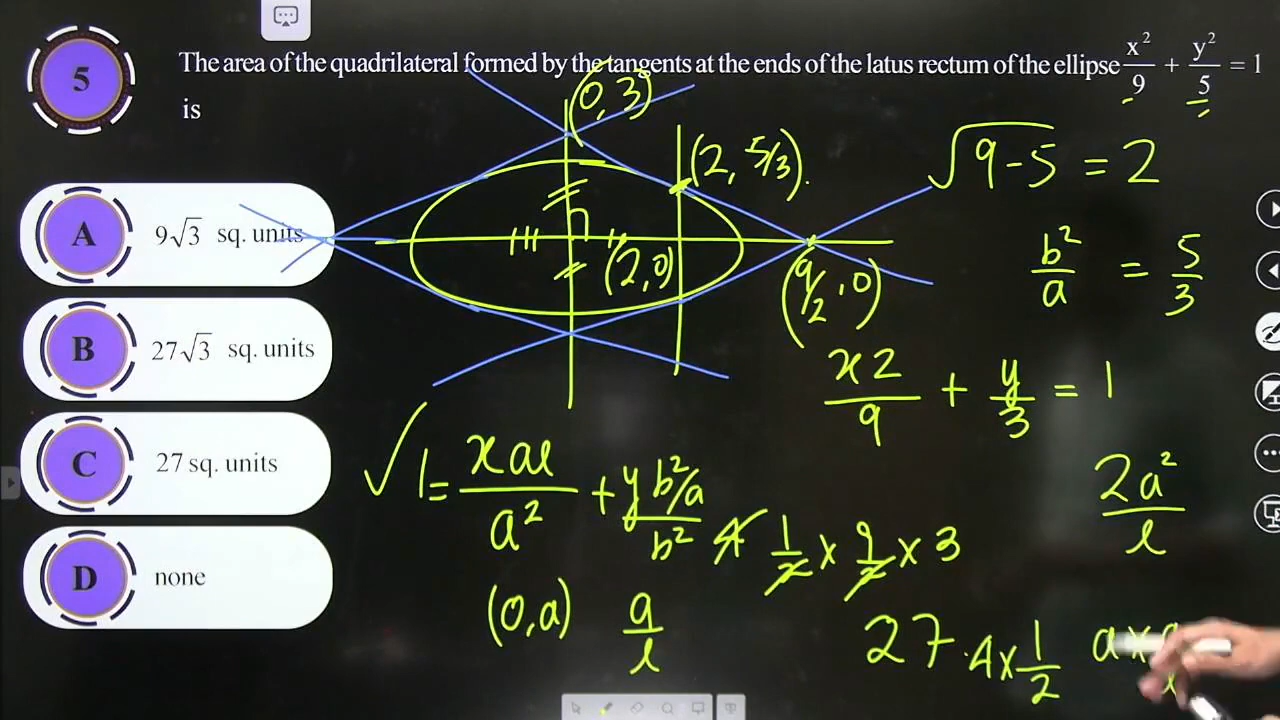 5
The area of the quadrilateral formed by the tangents at the ends of the latus rectum of the ellipse x²/9 + y²/5 = 1
is
A 9√3 sq. units
B 27√3 sq. units
C 27 sq. units
D none
(0, 3)
(2, 5/3).
(2, 0)
(9/2, 0)
√9-5 = 2
b²/a = 5/3
x2/9 + y/3 = 1
1 = xae/a² + y b²/a/b²
2a²/e
4 1/2 × 9/2 × 3
(0, a) a/e
27 . 4 × 1/2 a ×